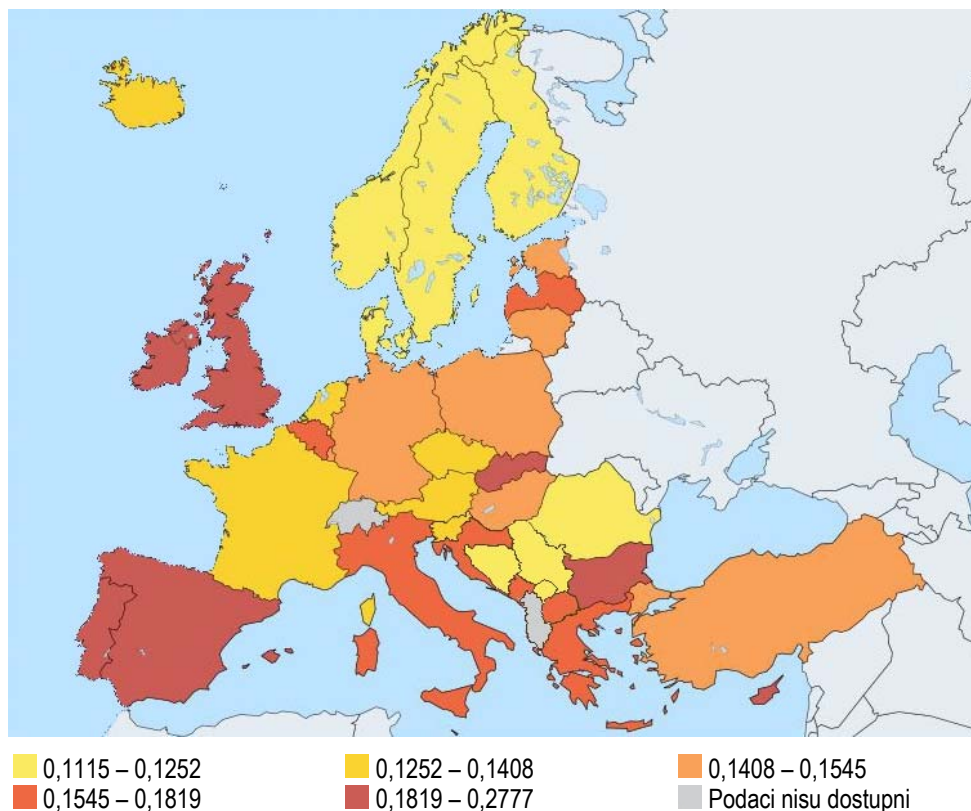 0,1115 – 0,1252 0,1252 – 0,1408 0,1408 – 0,1545
0,1545 – 0,1819 0,1819 – 0,2777 Podaci nisu dostupni